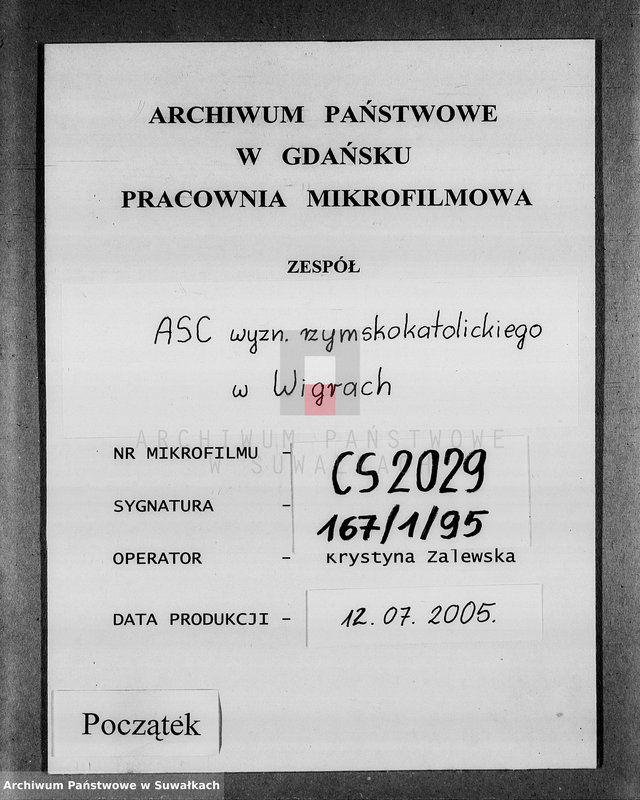 ARCHIWUM PAŃSTWOWE
W GDAŃSKU
PRACOWNIA MIKROFILMOWA
ZESPÓŁ
ASC wyzn. rzymskokatolickiego
w Wigrach
ARCHIWUM PAŃSTWOWE
W SUWAŁKACH
NR MIKROFILMU - CS2029
SYGNATURA - 167/1/95
OPERATOR - Krystyna Zalewska
DATA PRODUKCJI - 12.07.2005.
Początek
Archiwum Państwowe w Suwałkach